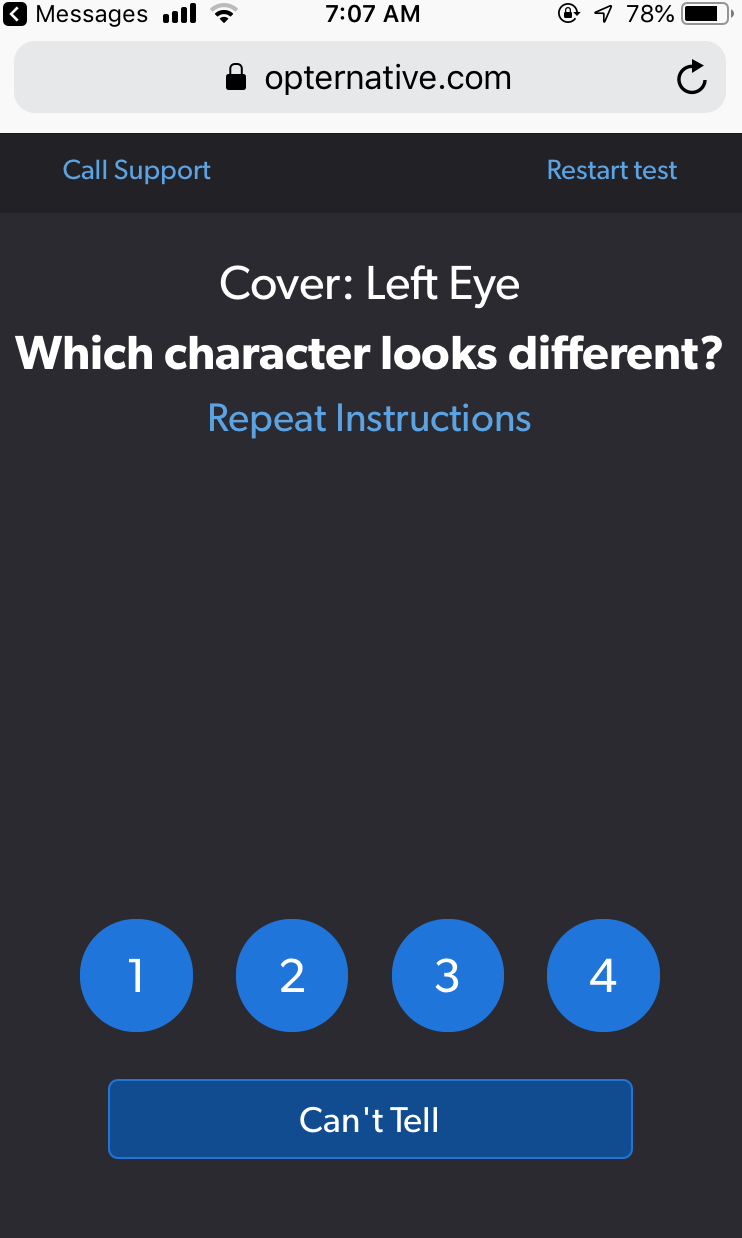 Messages 7:07 AM 78%
opternative.com
Call Support Restart test
Cover: Left Eye
Which character looks different?
Repeat Instructions
1 2 3 4
Can't Tell